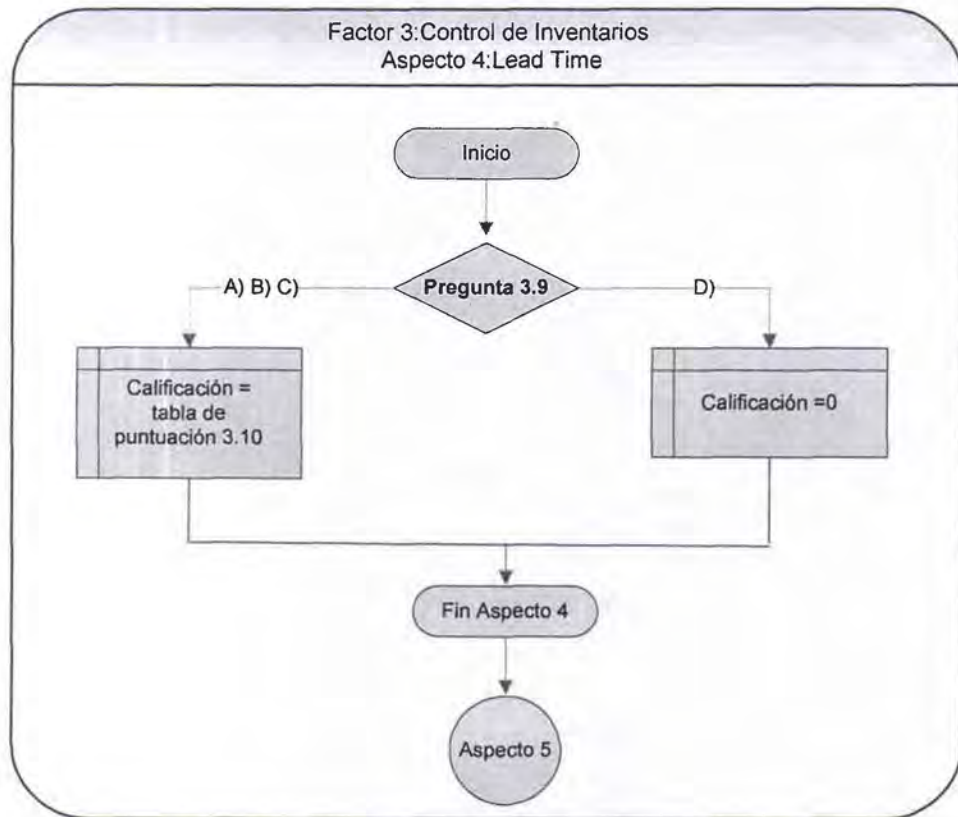 Factor 3:Control de Inventarios
Aspecto 4:Lead Time
Inicio
Pregunta 3.9
A) B) C)
D)
Calificación =
tabla de
puntuación 3.10
Calificación =0
Fin Aspecto 4
Aspecto 5